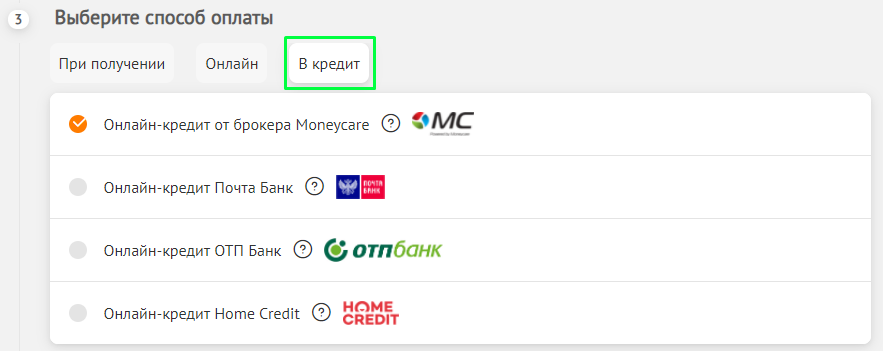 3 Выберите способ оплаты
При получении Онлайн В кредит
Онлайн-кредит от брокера Moneycare ? МС
Онлайн-кредит Почта Банк ? ПОЧТА БАНК
Онлайн-кредит ОТП Банк ? отпбанк
Онлайн-кредит Home Credit ? HOME CREDIT